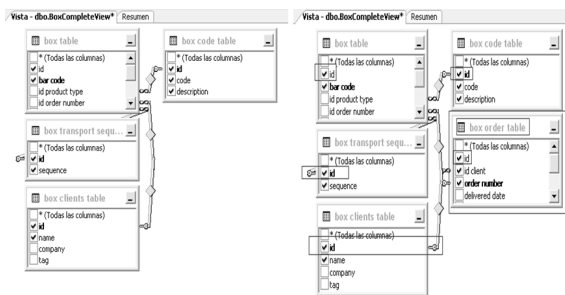 Vista - dbo.BoxCompleteView* Resumen
box table
* (Todas las columnas)
id
bar code
id product type
id order number
box code table
* (Todas las columnas)
id
code
description
box transport sequ...
* (Todas las columnas)
id
sequence
box clients table
* (Todas las columnas)
id
name
company
tag
Vista - dbo.BoxCompleteView* Resumen
box table
* (Todas las columnas)
id
bar code
id product type
id order number
box code table
* (Todas las columnas)
id
code
description
box transport sequ...
* (Todas las columnas)
id
sequence
box order table
* (Todas las columnas)
id
id client
order number
delivered date
box clients table
* (Todas las columnas)
id
name
company
tag